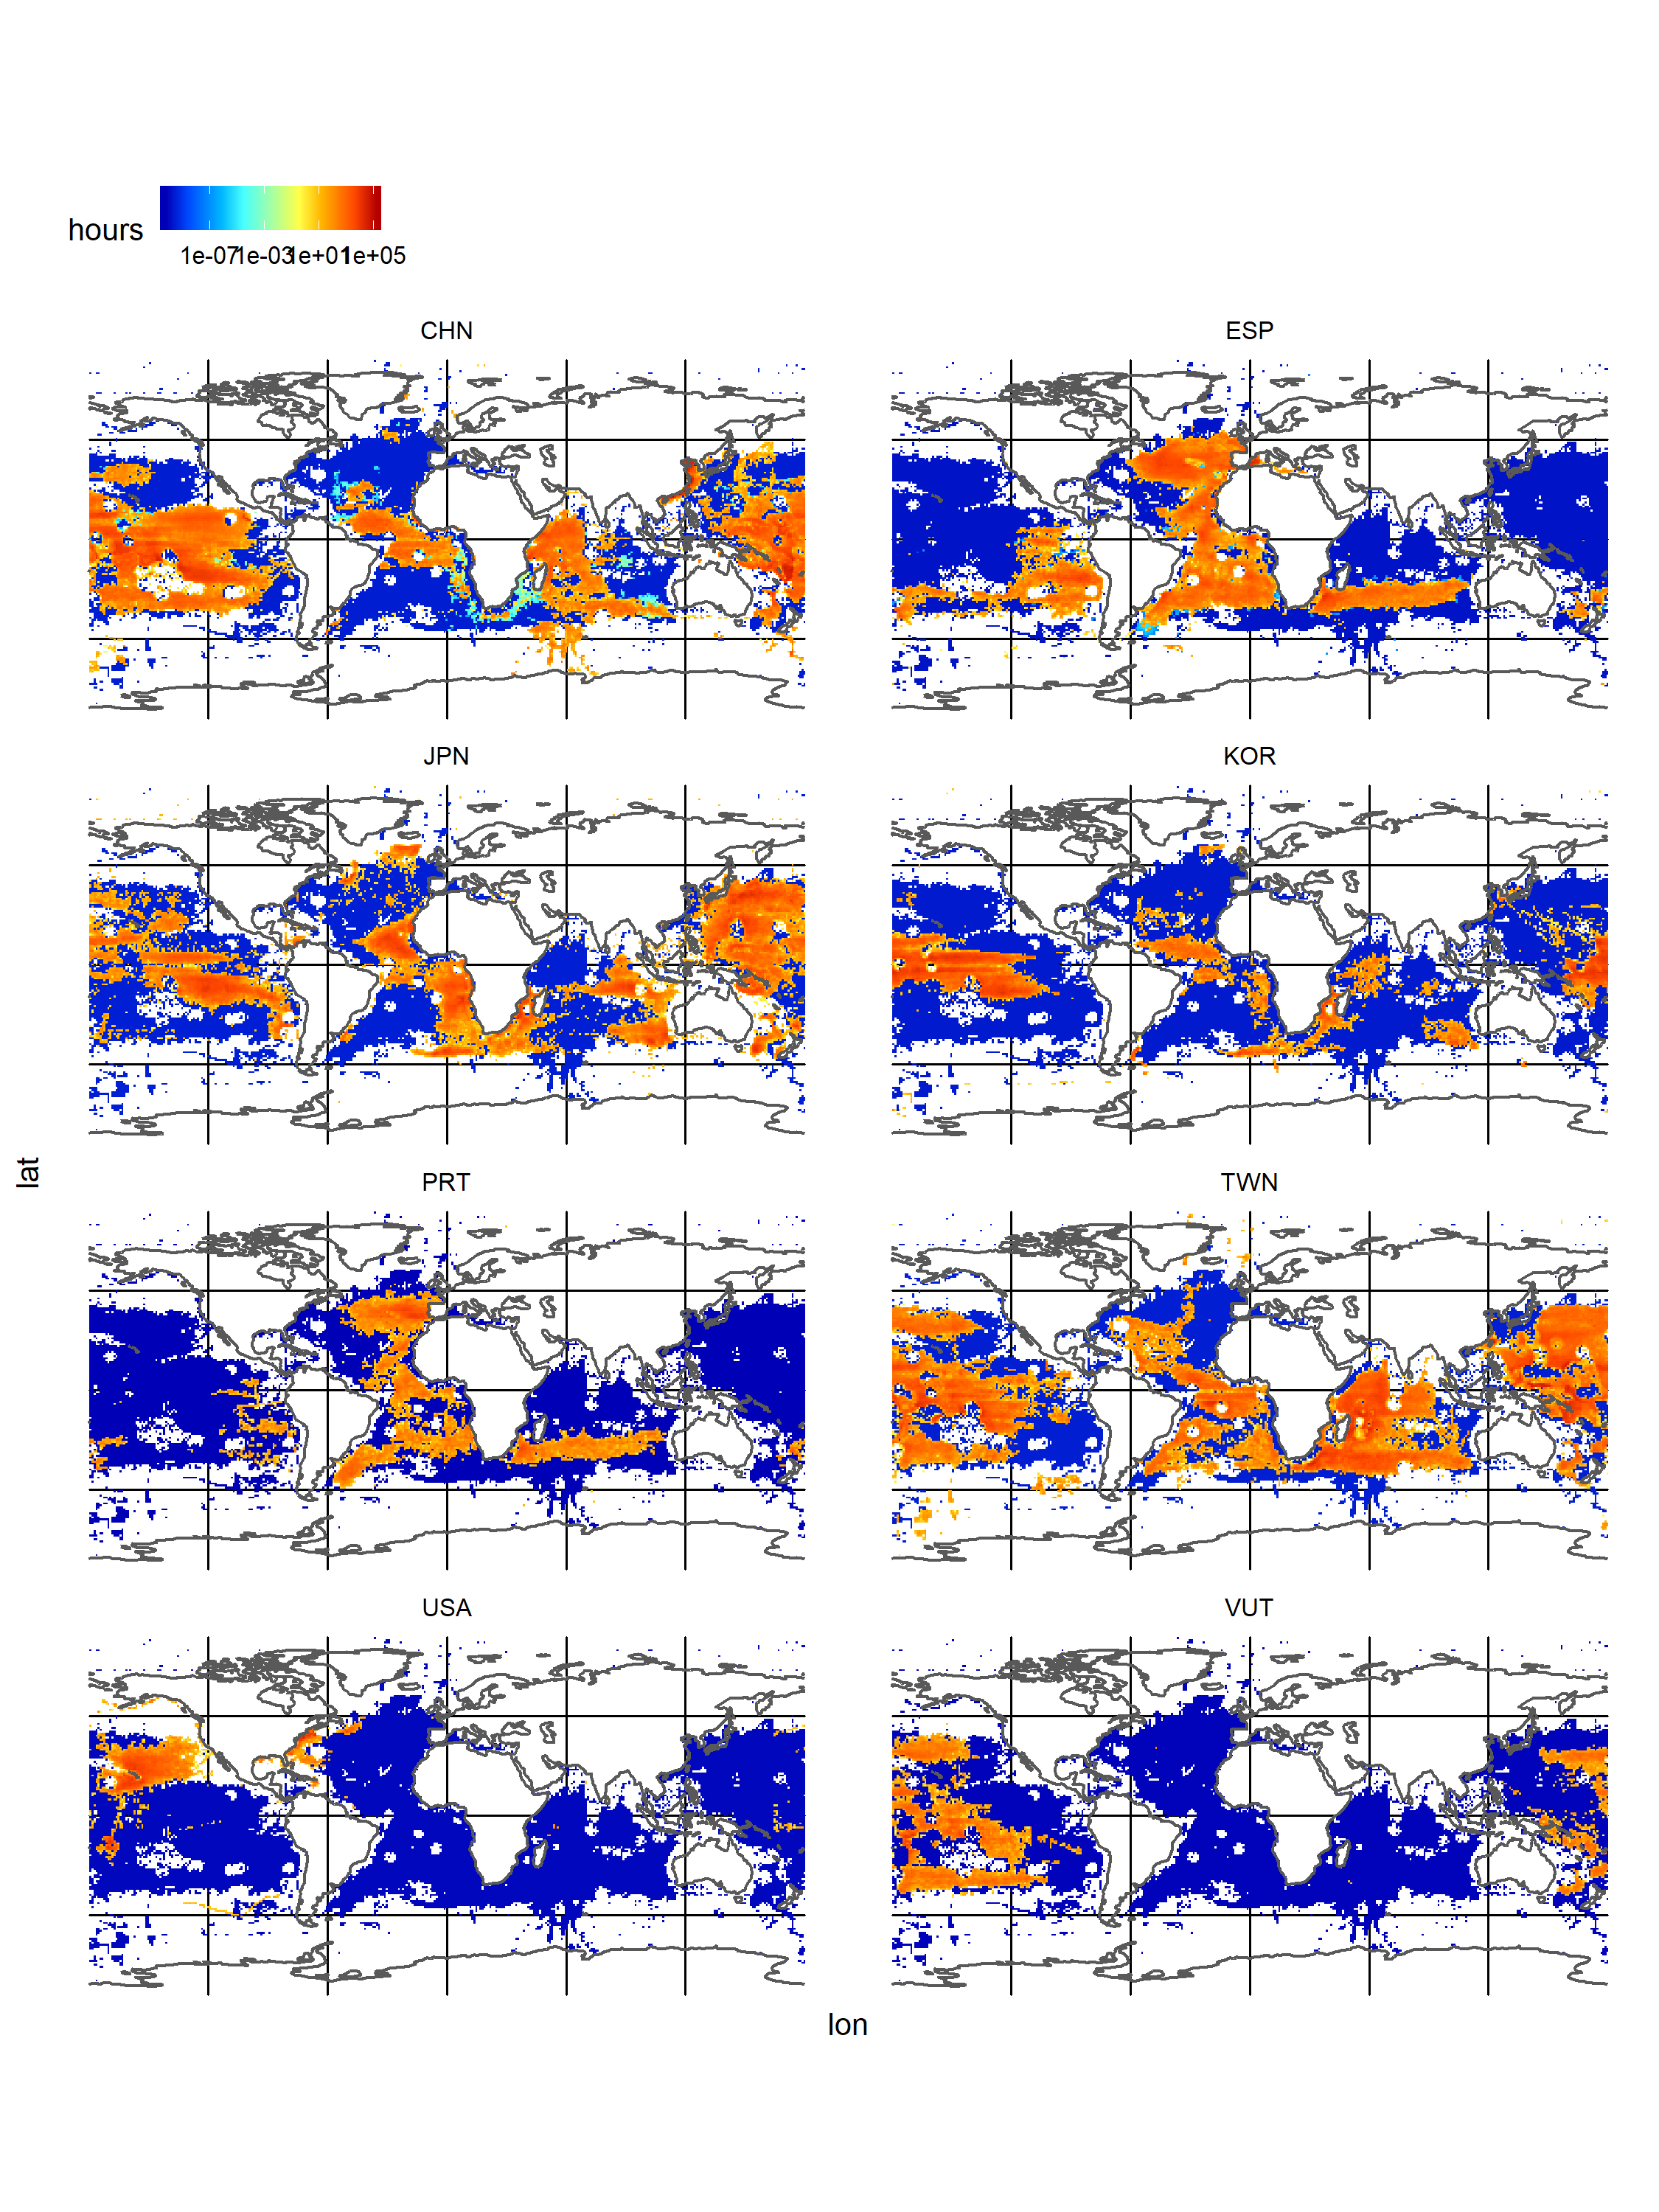 hours
1e-07 1e-03 1e+01 1e+05
CHN
ESP
JPN
KOR
lat
PRT
TWN
USA
VUT
lon